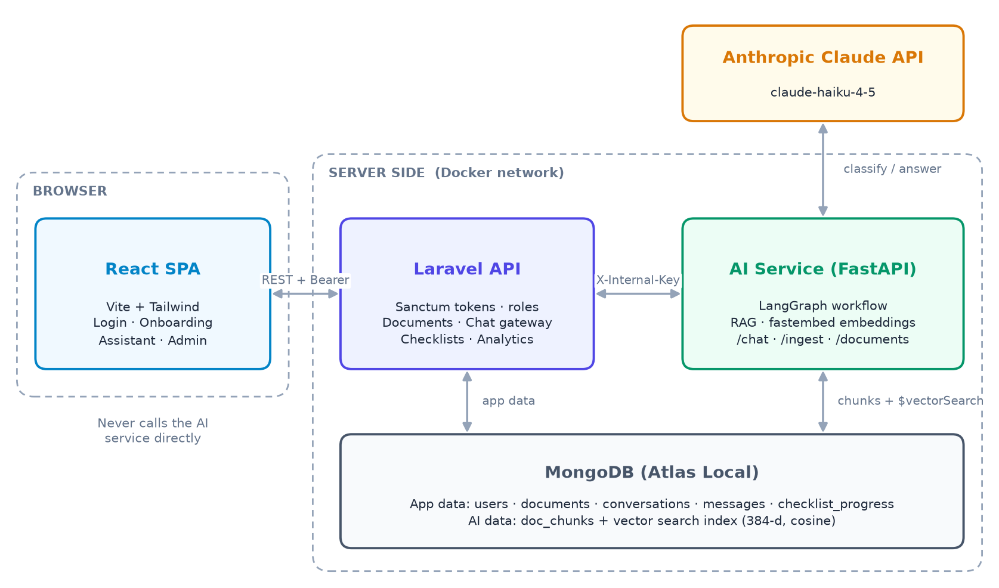 Anthropic Claude API
claude-haiku-4-5
classify / answer
SERVER SIDE  (Docker network)
BROWSER
React SPA
Vite + Tailwind
Login · Onboarding
Assistant · Admin
REST + Bearer
Laravel API
Sanctum tokens · roles
Documents · Chat gateway
Checklists · Analytics
X-Internal-Key
AI Service (FastAPI)
LangGraph workflow
RAG · fastembed embeddings
/chat · /ingest · /documents
app data
chunks + $vectorSearch
Never calls the AI
service directly
MongoDB (Atlas Local)
App data: users · documents · conversations · messages · checklist_progress
AI data: doc_chunks + vector search index (384-d, cosine)